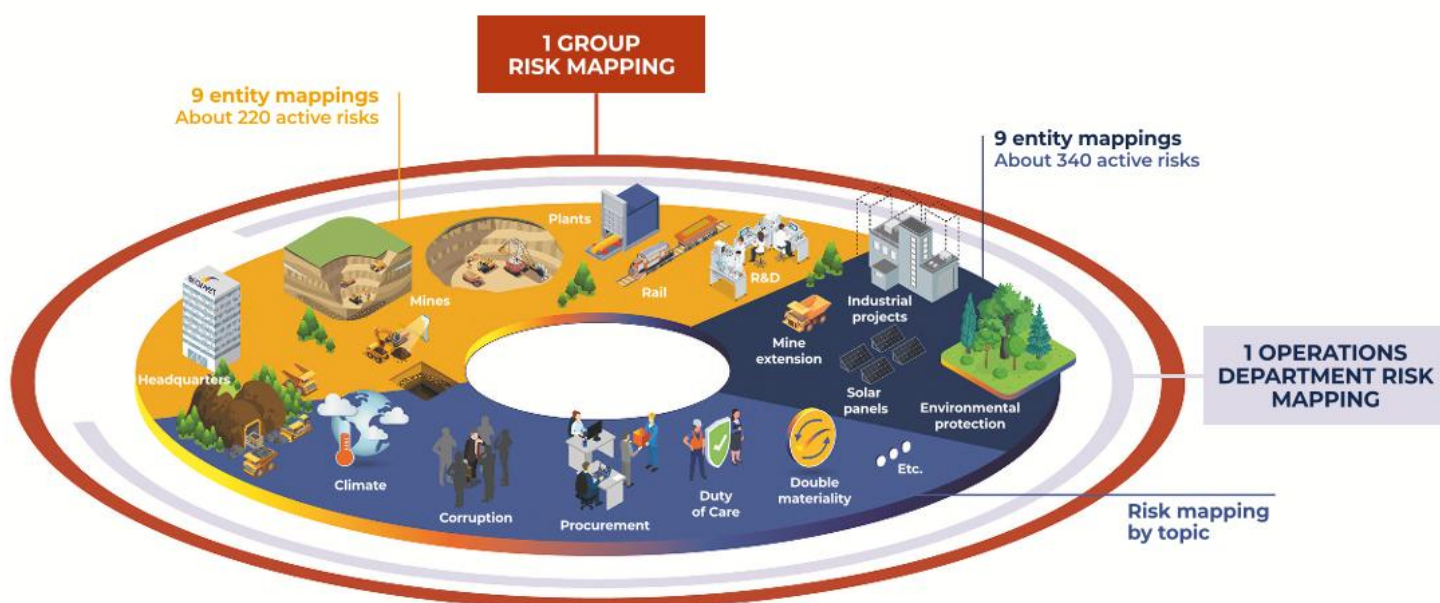 1 GROUP
RISK MAPPING
9 entity mappings
About 220 active risks
9 entity mappings
About 340 active risks
Plants
R&D
Rail
Mines
Industrial
projects
Mine
extension
Headquarters
Solar
panels
Environmental
protection
1 OPERATIONS
DEPARTMENT RISK
MAPPING
Climate
Corruption
Procurement
Duty
of Care
Double
materiality
Etc.
Risk mapping
by topic